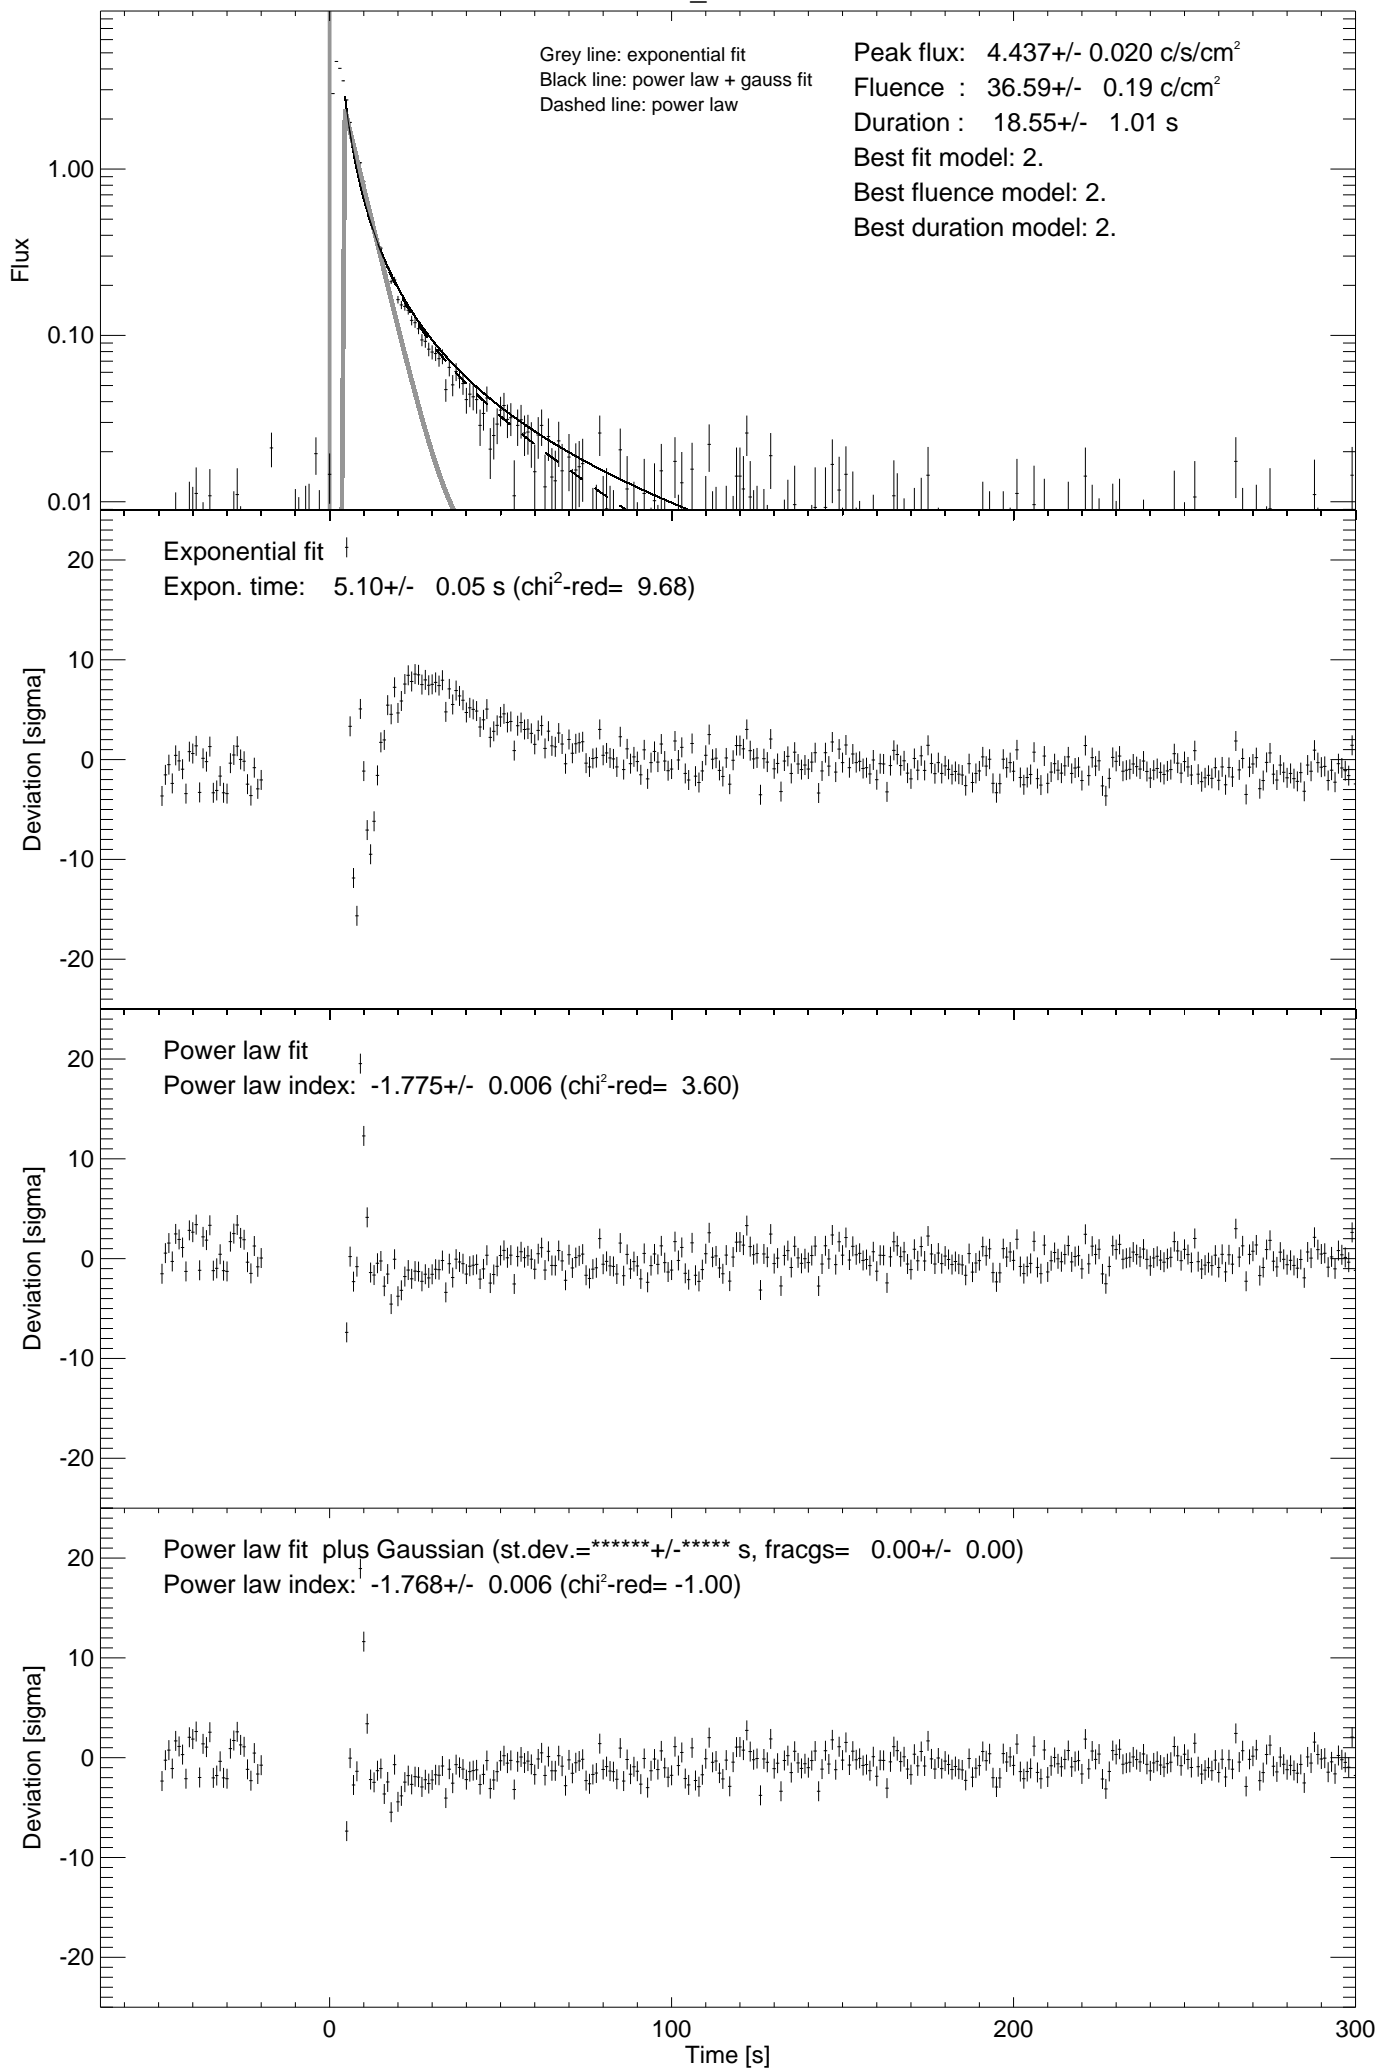 Grey line: exponential fit
Black line: power law + gauss fit
Dashed line: power law
Peak flux: 4.437+/- 0.020 c/s/cm²
Fluence : 36.59+/- 0.19 c/cm²
Duration : 18.55+/- 1.01 s
Best fit model: 2.
Best fluence model: 2.
Best duration model: 2.
Flux
1.00
0.10
0.01
Exponential fit
Expon. time: 5.10+/- 0.05 s (chi²-red= 9.68)
Deviation [sigma]
20
10
0
-10
-20
Power law fit
Power law index: -1.775+/- 0.006 (chi²-red= 3.60)
Deviation [sigma]
20
10
0
-10
-20
Power law fit plus Gaussian (st.dev.=******+/-***** s, fracgs= 0.00+/- 0.00)
Power law index: -1.768+/- 0.006 (chi²-red= -1.00)
Deviation [sigma]
20
10
0
-10
-20
0 100 200 300
Time [s]